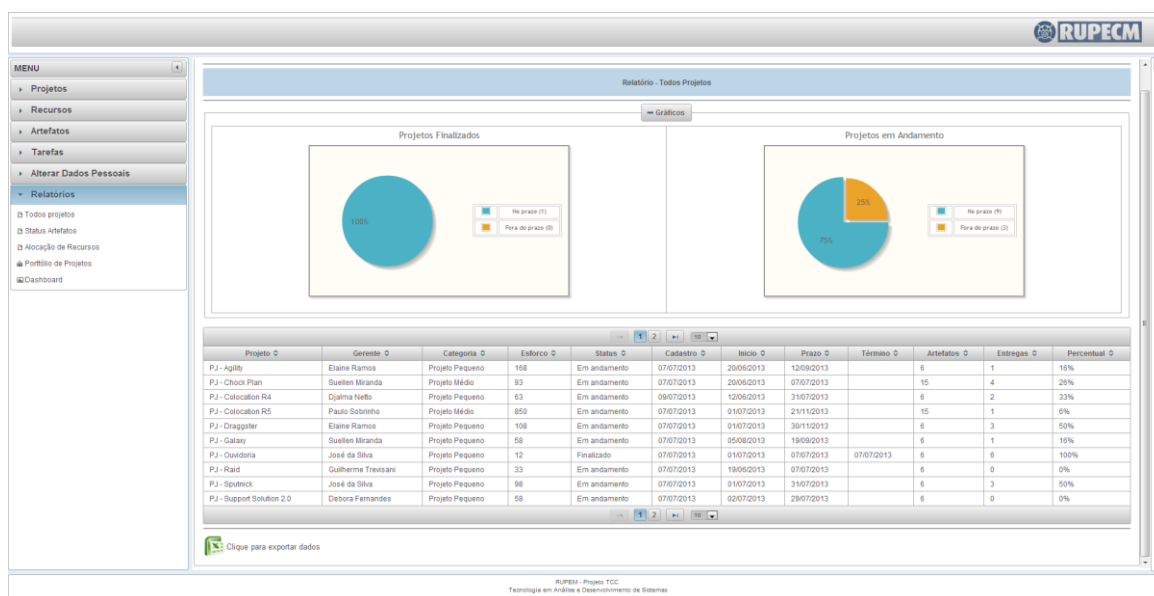 RUPECM
MENU
Projetos
Recursos
Artefatos
Tarefas
Alterar Dados Pessoais
Relatórios
Todos projetos
Status Artefatos
Alocação de Recursos
Portfólio de Projetos
Dashboard
Relatório - Todos Projetos
Gráficos
Projetos Finalizados
100%
No prazo (1)
Fora do prazo (0)
Projetos em Andamento
25%
75%
No prazo (9)
Fora do prazo (3)
1 2 10
Projeto Gerente Categoria Esforco Status Cadastro Inicio Prazo Término Artefatos Entregas Percentual
PJ - Agility Elaine Ramos Projeto Pequeno 168 Em andamento 07/07/2013 20/06/2013 12/09/2013 6 1 16%
PJ - Chock Plan Suellen Miranda Projeto Médio 93 Em andamento 07/07/2013 20/06/2013 07/07/2013 15 4 26%
PJ - Colocation R4 Djalma Netto Projeto Pequeno 63 Em andamento 09/07/2013 12/06/2013 31/07/2013 6 2 33%
PJ - Colocation R5 Paulo Sobrinho Projeto Médio 850 Em andamento 07/07/2013 01/07/2013 21/11/2013 15 1 6%
PJ - Draggster Elaine Ramos Projeto Pequeno 108 Em andamento 07/07/2013 01/07/2013 30/11/2013 6 3 50%
PJ - Galaxy Suellen Miranda Projeto Pequeno 58 Em andamento 07/07/2013 05/08/2013 19/09/2013 6 1 16%
PJ - Ouvidoria José da Silva Projeto Pequeno 12 Finalizado 07/07/2013 01/07/2013 07/07/2013 07/07/2013 6 6 100%
PJ - Raid Guilherme Trevisani Projeto Pequeno 33 Em andamento 07/07/2013 19/06/2013 07/07/2013 6 0 0%
PJ - Sputnick José da Silva Projeto Pequeno 98 Em andamento 07/07/2013 01/07/2013 31/07/2013 6 3 50%
PJ - Support Solution 2.0 Debora Fernandes Projeto Pequeno 58 Em andamento 07/07/2013 02/07/2013 29/07/2013 6 0 0%
1 2 10
Clique para exportar dados
RUPEM - Projeto TCC
Tecnologia em Análise e Desenvolvimento de Sistemas